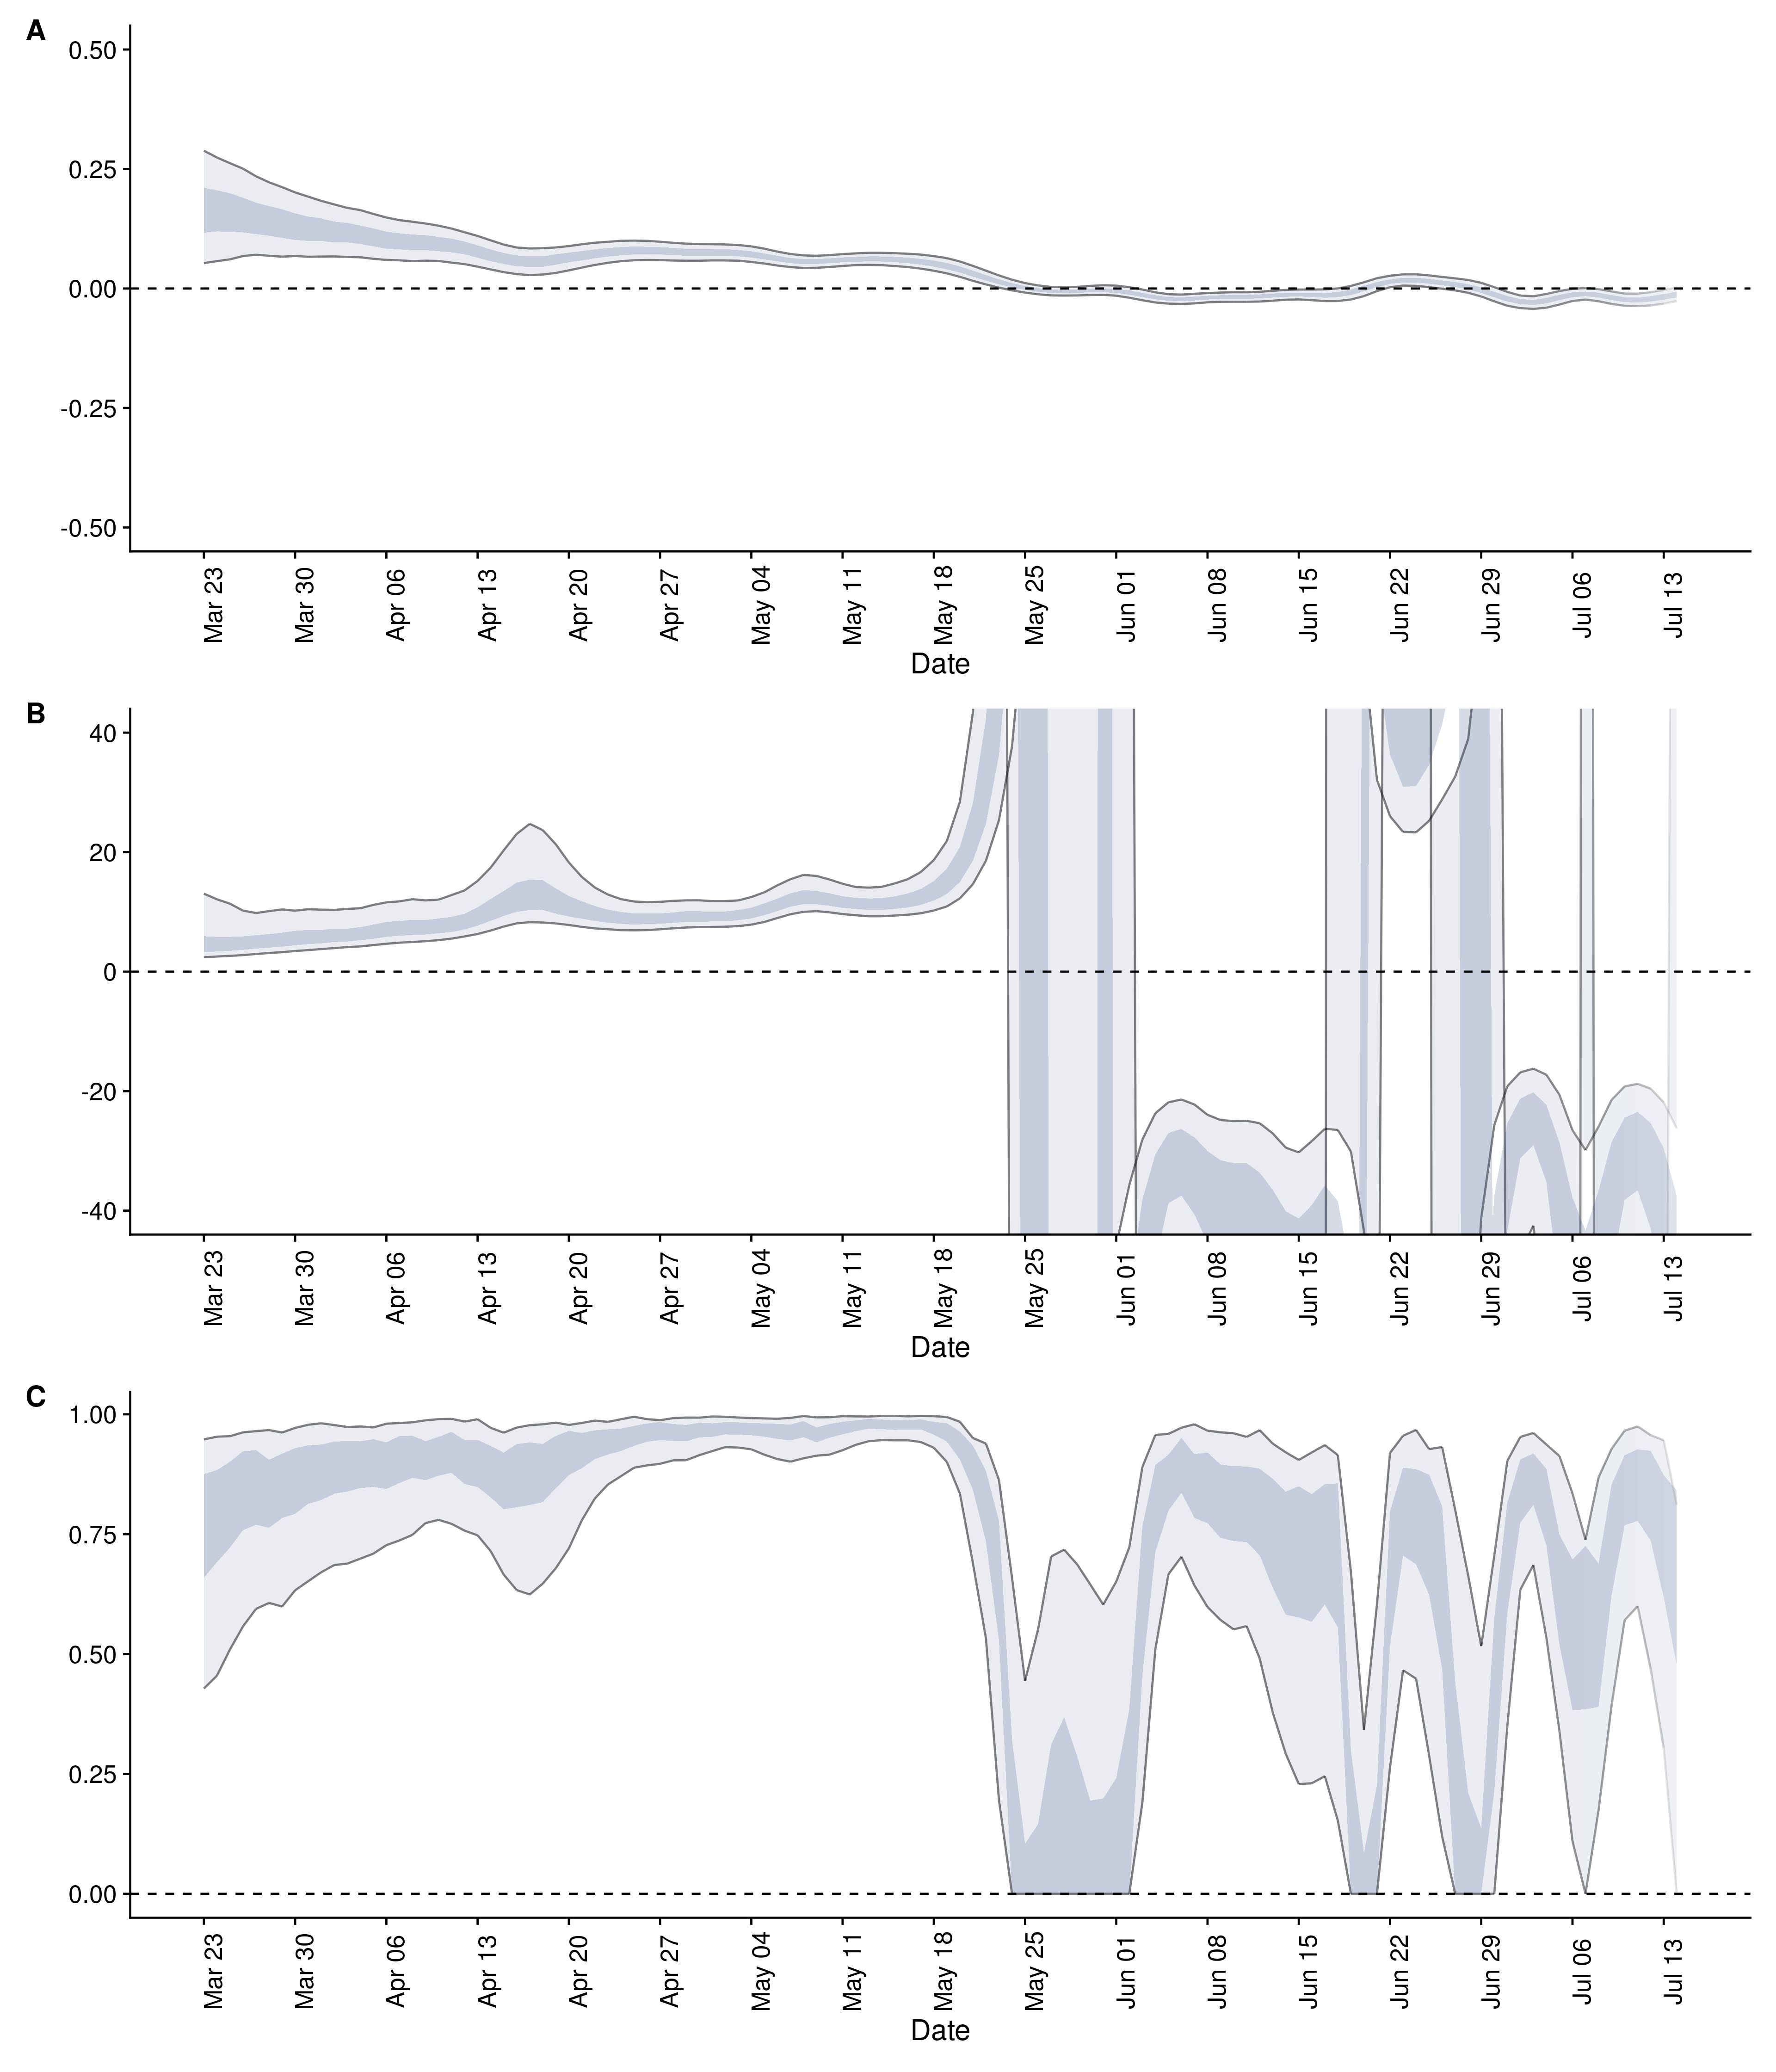 A
0.50
0.25
0.00
-0.25
-0.50
Mar 23
Mar 30
Apr 06
Apr 13
Apr 20
Apr 27
May 04
May 11
May 18
May 25
Jun 01
Jun 08
Jun 15
Jun 22
Jun 29
Jul 06
Jul 13
Date
B
40
20
0
-20
-40
Mar 23
Mar 30
Apr 06
Apr 13
Apr 20
Apr 27
May 04
May 11
May 18
May 25
Jun 01
Jun 08
Jun 15
Jun 22
Jun 29
Jul 06
Jul 13
Date
C
1.00
0.75
0.50
0.25
0.00
Mar 23
Mar 30
Apr 06
Apr 13
Apr 20
Apr 27
May 04
May 11
May 18
May 25
Jun 01
Jun 08
Jun 15
Jun 22
Jun 29
Jul 06
Jul 13
Date